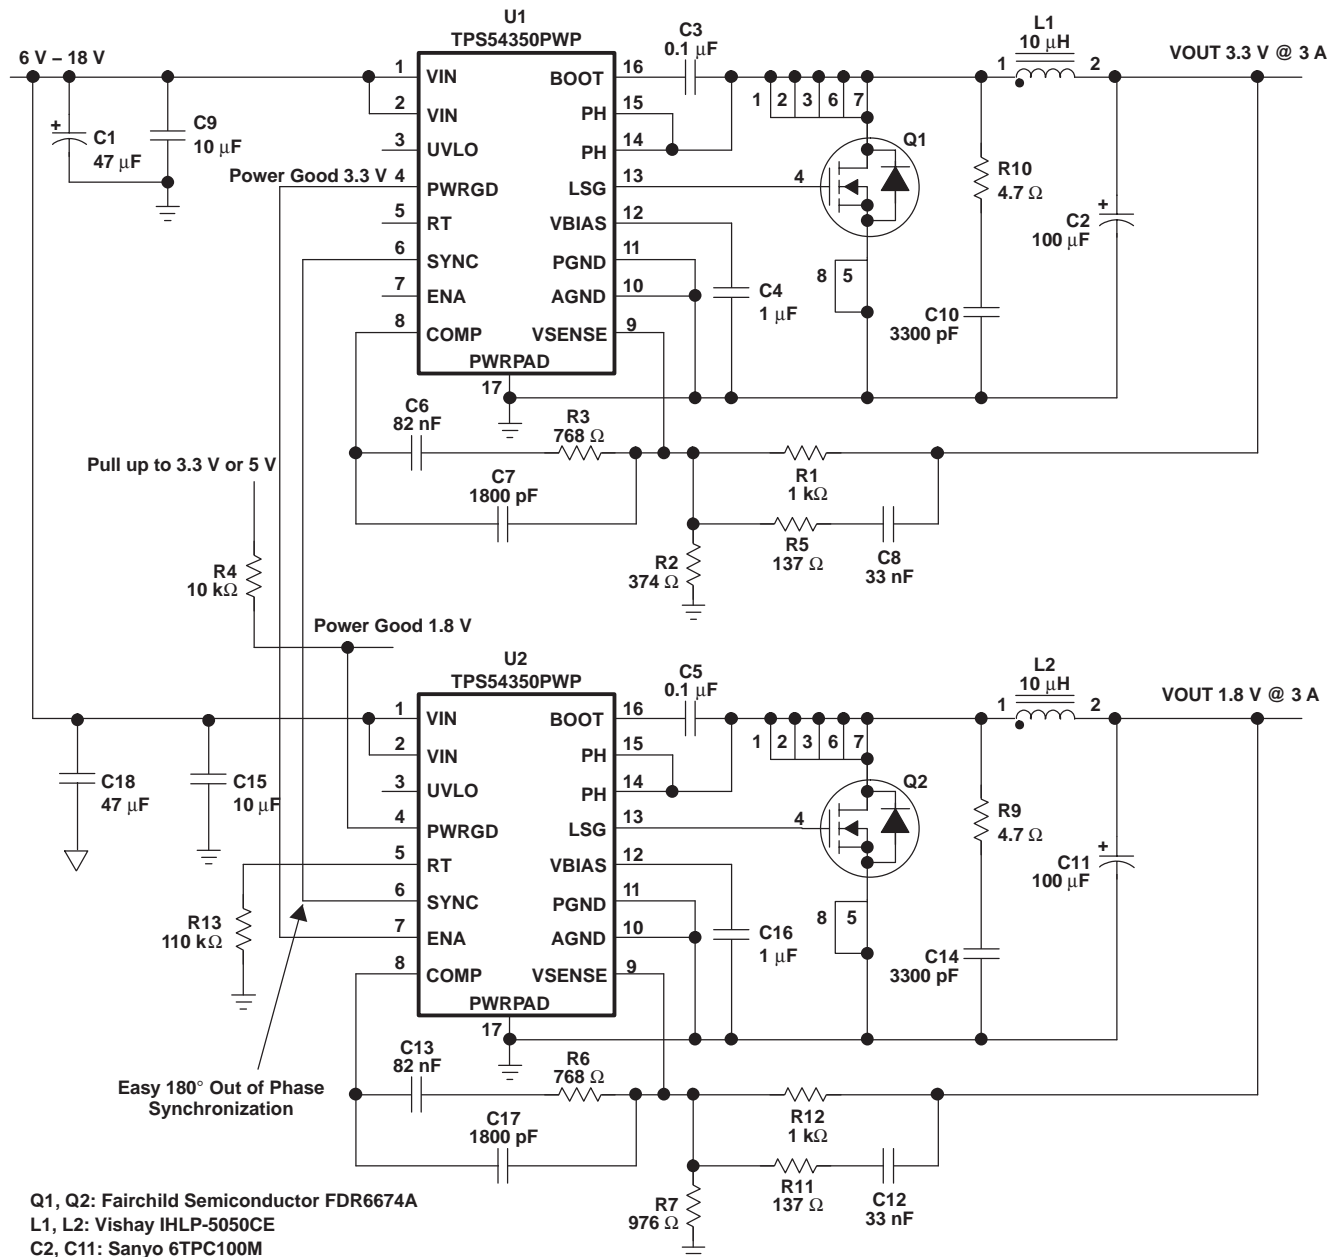 U1
TPS54350PWP
6 V – 18 V
C3
0.1 μF
L1
10 μH
VOUT 3.3 V @ 3 A
1 VIN
2 VIN
3 UVLO
4 PWRGD
5 RT
6 SYNC
7 ENA
8 COMP
BOOT 16
PH 15
PH 14
LSG 13
VBIAS 12
PGND 11
AGND 10
VSENSE 9
PWRPAD
17
1 2
1 2 3 6 7
Q1
4
8 5
C1
47 μF
C9
10 μF
Power Good 3.3 V
R10
4.7 Ω
C2
100 μF
+
+
C4
1 μF
C10
3300 pF
C6
82 nF
R3
768 Ω
C7
1800 pF
R1
1 kΩ
R5
137 Ω
C8
33 nF
R2
374 Ω
Pull up to 3.3 V or 5 V
R4
10 kΩ
Power Good 1.8 V
U2
TPS54350PWP
C5
0.1 μF
L2
10 μH
VOUT 1.8 V @ 3 A
1 VIN
2 VIN
3 UVLO
4 PWRGD
5 RT
6 SYNC
7 ENA
8 COMP
BOOT 16
PH 15
PH 14
LSG 13
VBIAS 12
PGND 11
AGND 10
VSENSE 9
PWRPAD
17
1 2
1 2 3 6 7
Q2
4
8 5
C18
47 μF
C15
10 μF
R9
4.7 Ω
C11
100 μF
+
R13
110 kΩ
C16
1 μF
C14
3300 pF
C13
82 nF
R6
768 Ω
C17
1800 pF
R12
1 kΩ
R11
137 Ω
C12
33 nF
R7
976 Ω
Easy 180° Out of Phase
Synchronization
Q1, Q2: Fairchild Semiconductor FDR6674A
L1, L2: Vishay IHLP-5050CE
C2, C11: Sanyo 6TPC100M